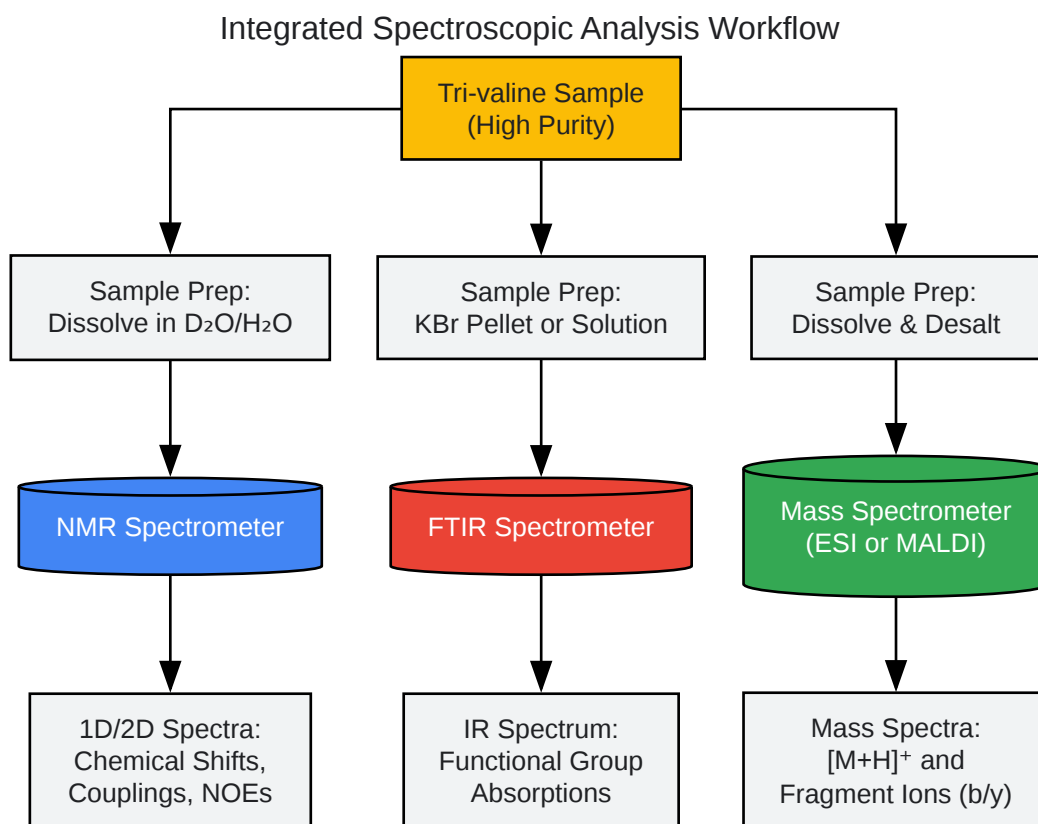 Integrated Spectroscopic Analysis Workflow
Tri-valine Sample
(High Purity)
Sample Prep:
Dissolve in D₂O/H₂O
Sample Prep:
KBr Pellet or Solution
Sample Prep:
Dissolve & Desalt
NMR Spectrometer
FTIR Spectrometer
Mass Spectrometer
(ESI or MALDI)
1D/2D Spectra:
Chemical Shifts,
Couplings, NOEs
IR Spectrum:
Functional Group
Absorptions
Mass Spectra:
[M+H]⁺ and
Fragment Ions (b/y)